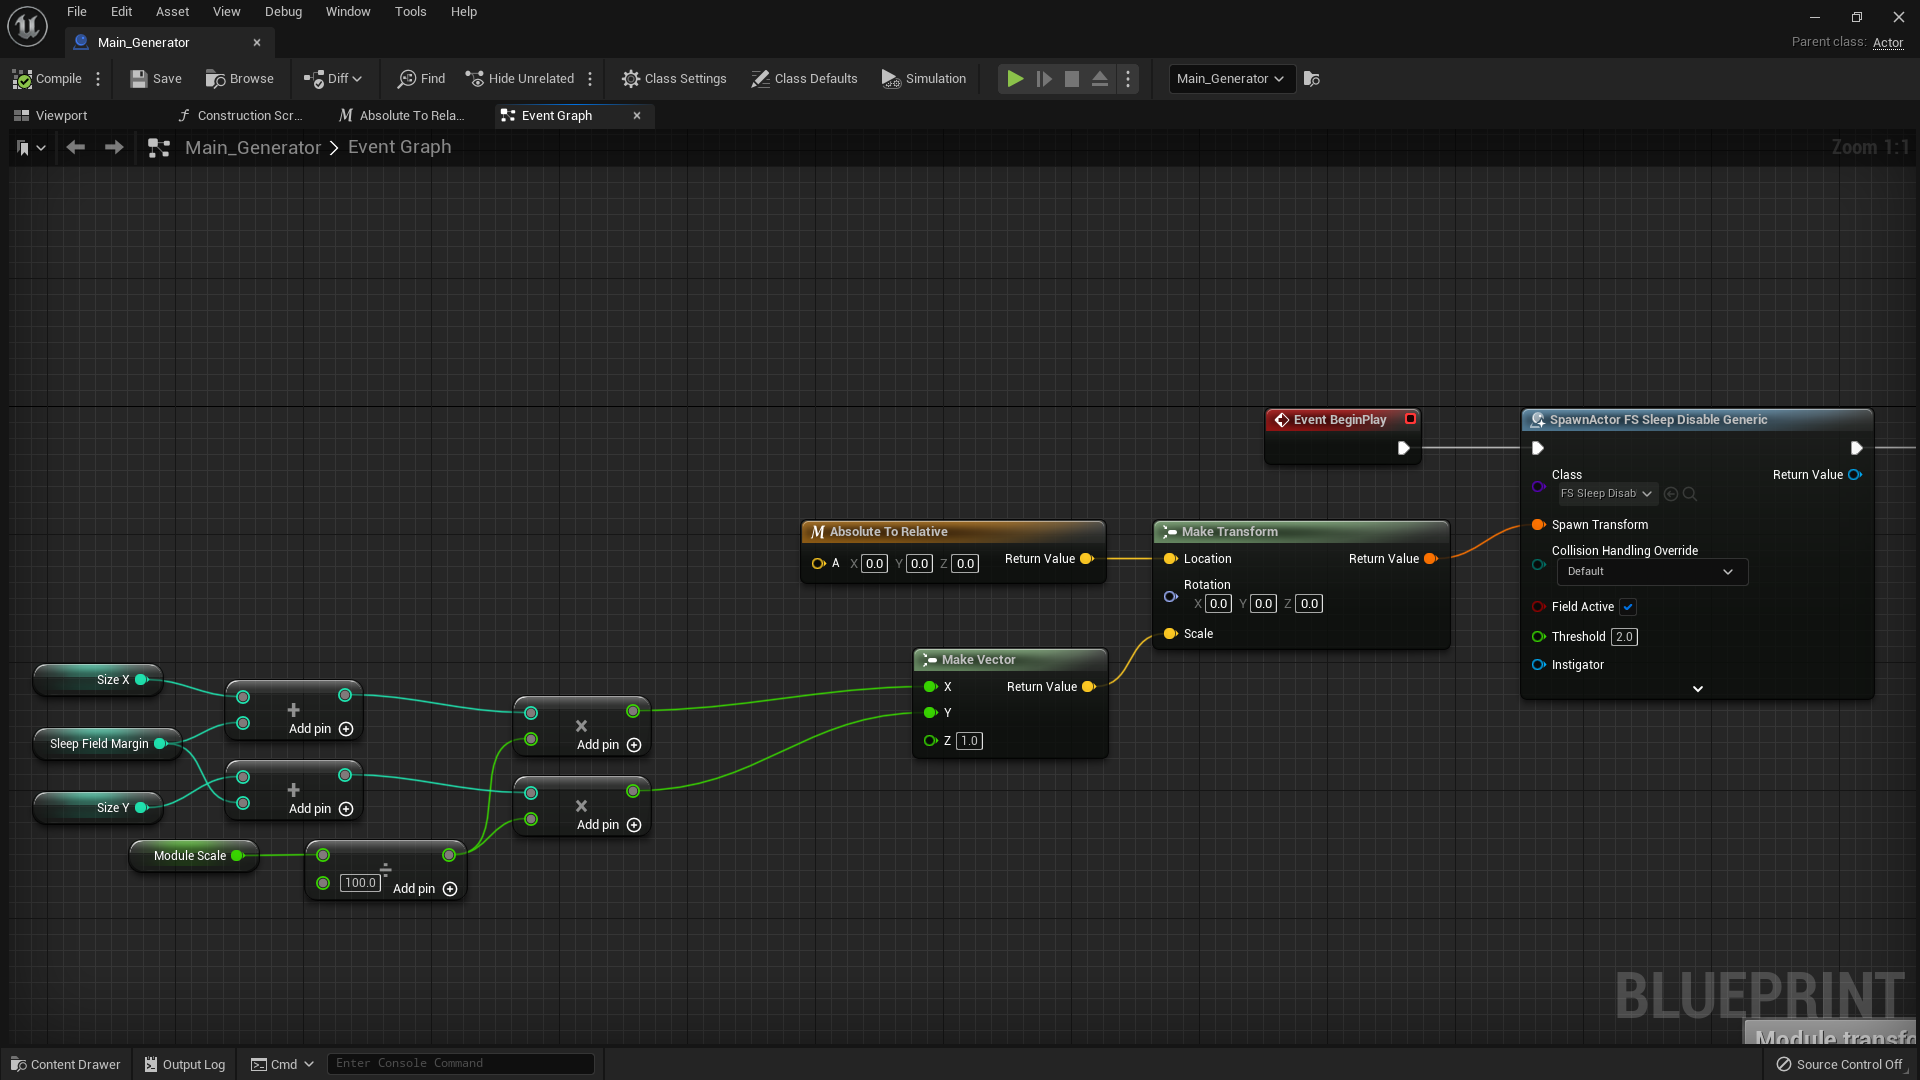 File Edit Asset View Debug Window Tools Help
Main_Generator
Parent class: Actor
Compile Save Browse Diff Find Hide Unrelated Class Settings Class Defaults Simulation Main_Generator
Viewport Construction Scr... Absolute To Rela... Event Graph
Main_Generator > Event Graph
Zoom 1:1
Event BeginPlay
SpawnActor FS Sleep Disable Generic
Class
Return Value
FS Sleep Disab
Spawn Transform
Collision Handling Override
Default
Field Active
Threshold 2.0
Instigator
Absolute To Relative
A X 0.0 Y 0.0 Z 0.0
Return Value
Make Transform
Location
Return Value
Rotation
X 0.0 Y 0.0 Z 0.0
Scale
Make Vector
X
Return Value
Y
Z 1.0
Size X
+
Add pin
×
Add pin
Sleep Field Margin
+
Add pin
×
Add pin
Size Y
Module Scale
÷
100.0
Add pin
BLUEPRINT
Module transfo
Content Drawer Output Log Cmd Enter Console Command Source Control Off